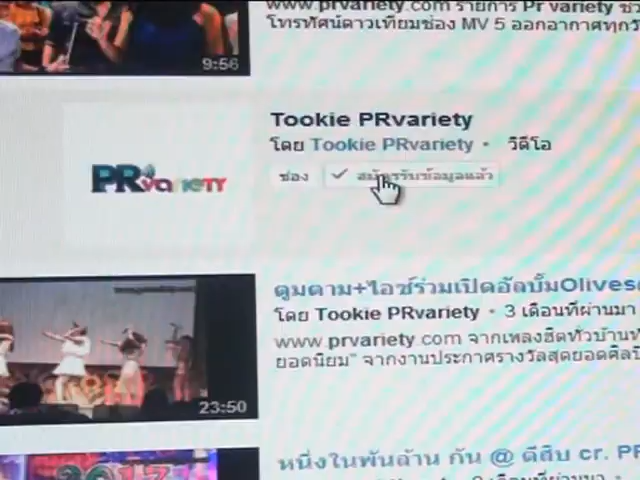 www.prvariety.com รายการ Pr variety
โทรทัศน์ดาวเทียมช่อง MV 5 ออกอากาศทุกวัน
9:56
Tookie PRvariety
โดย Tookie PRvariety • วิดีโอ
ช่อง ✓ สมัครรับข้อมูลแล้ว
PRvarieTY
ตูมตาม+ไอซ์ร่วมเปิดอัลบั้มOlives
โดย Tookie PRvariety • 3 เดือนที่ผ่านมา
www.prvariety.com จากเพลงฮิตทั่วบ้านท
ยอดนิยม" จากงานประกาศรางวัลสุดยอดศิลปิ
23:50
หนึ่งในพันล้าน กัน @ ดีสิบ cr. PR